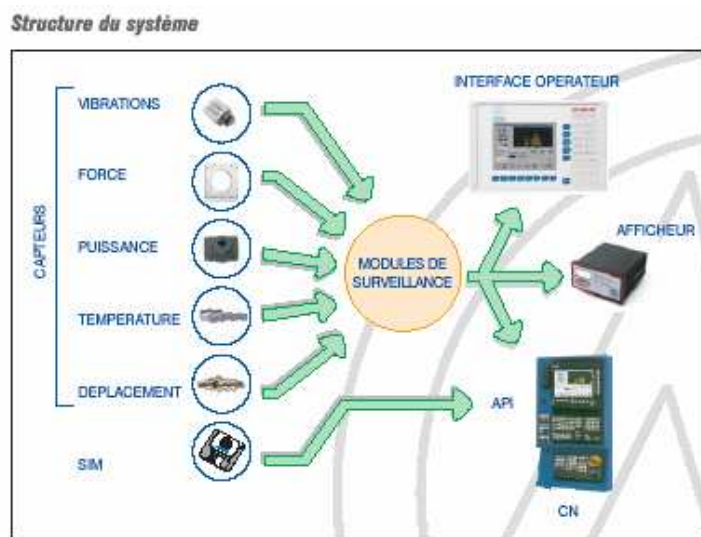 Structure du système
INTERFACE OPERATEUR
VIBRATIONS
FORCE
AFFICHEUR
CAPTEURS
PUISSANCE
MODULES DE
SURVEILLANCE
TEMPERATURE
DEPLACEMENT
API
SIM
CN